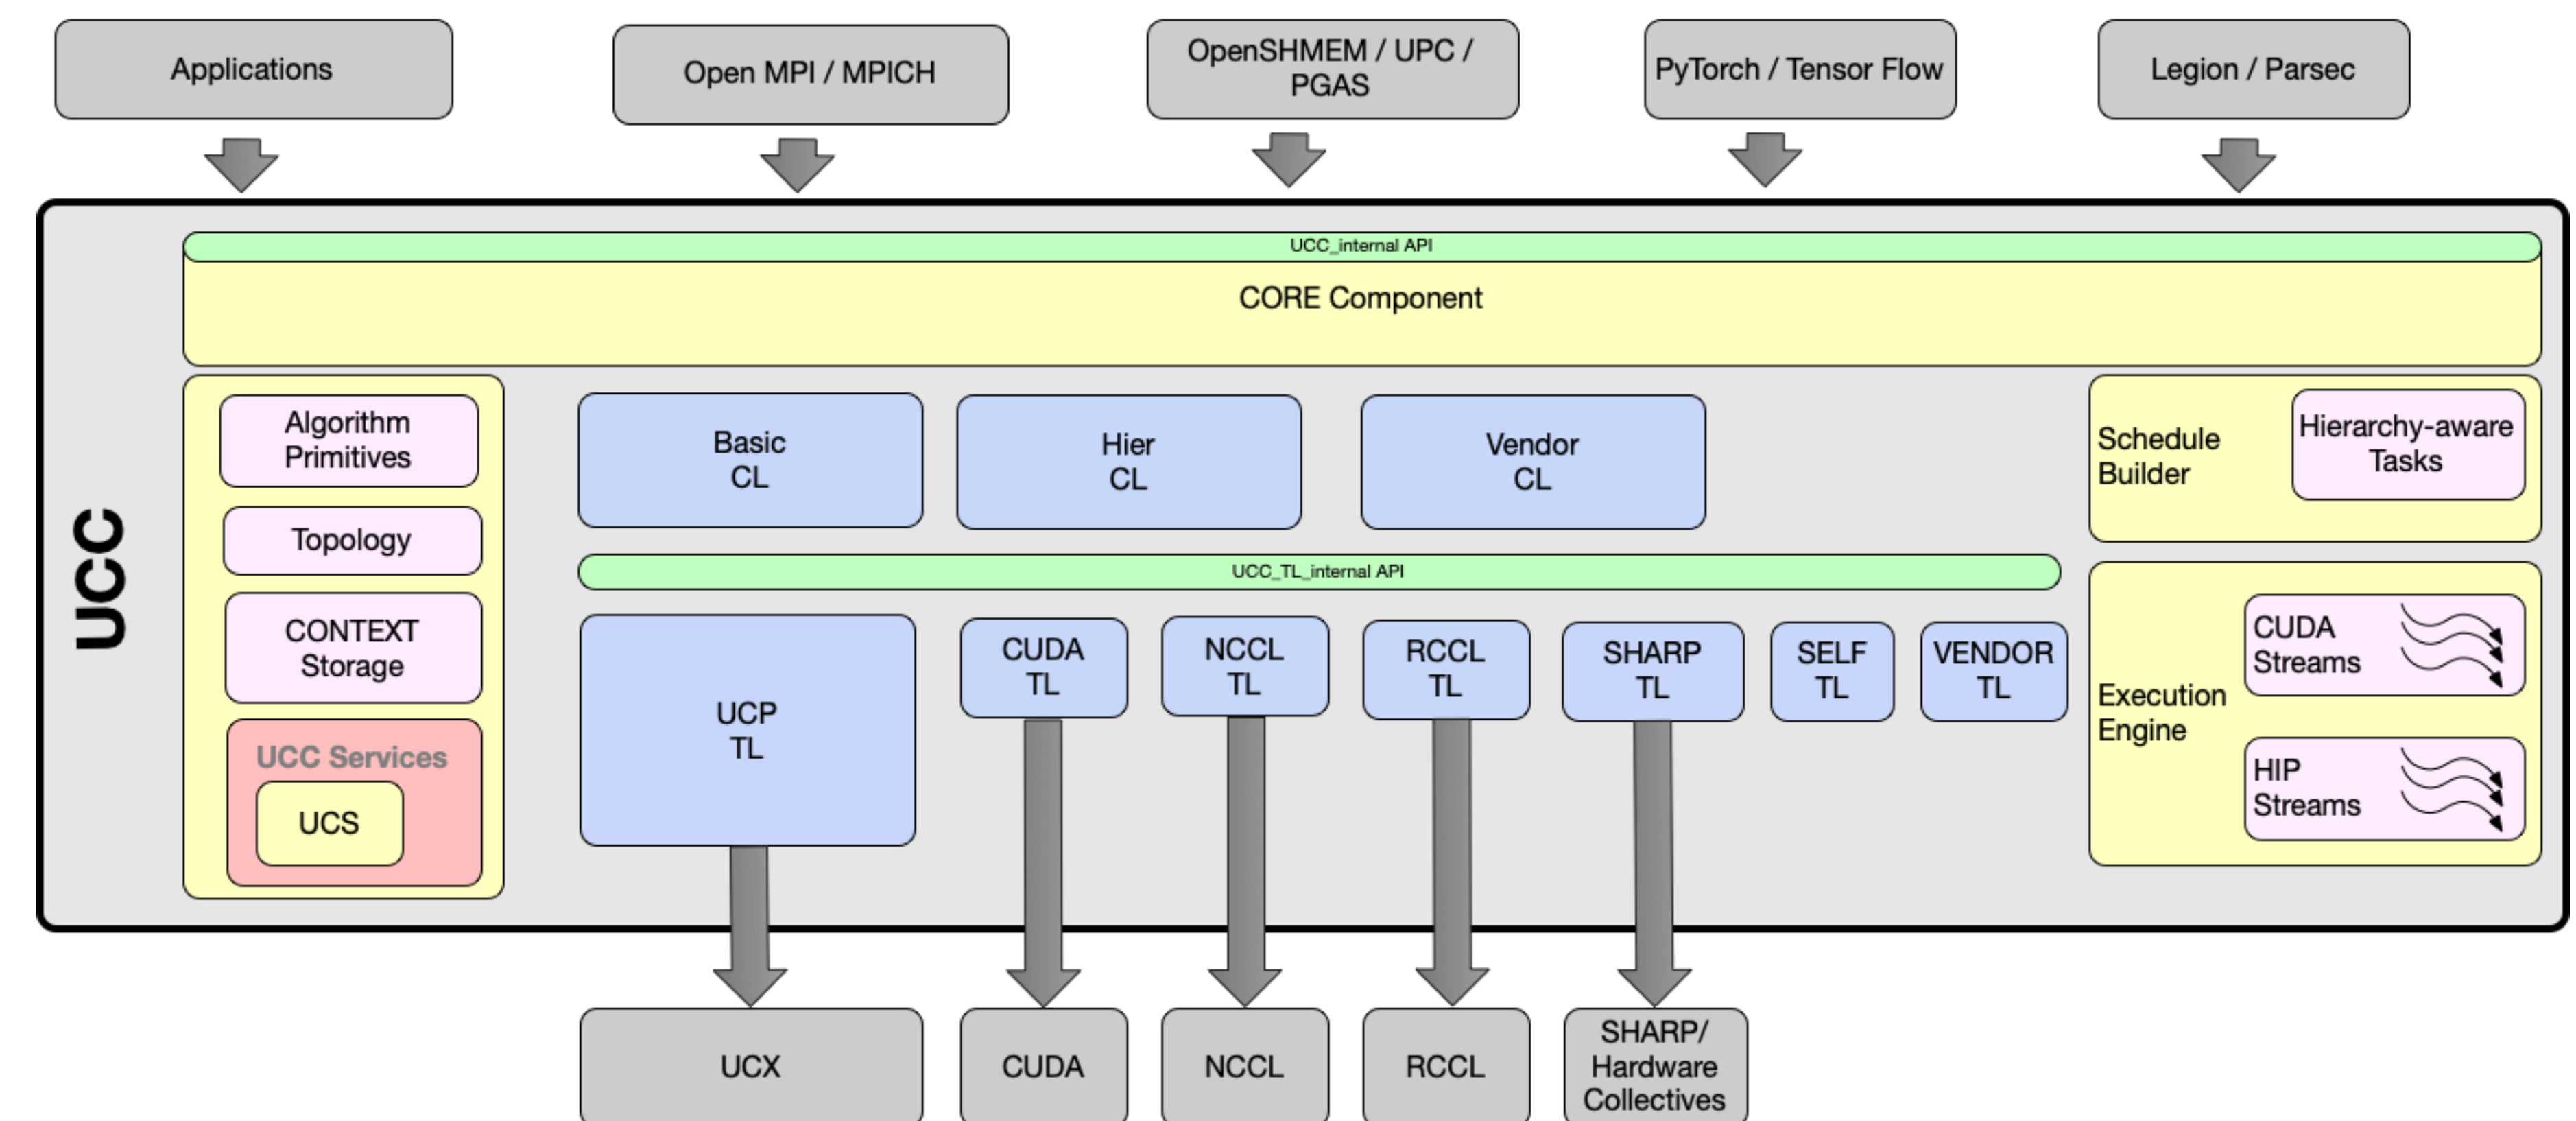 Applications
Open MPI / MPICH
OpenSHMEM / UPC /
PGAS
PyTorch / Tensor Flow
Legion / Parsec
UCC
UCC_internal API
CORE Component
Algorithm
Primitives
Topology
CONTEXT
Storage
UCC Services
UCS
Basic
CL
Hier
CL
Vendor
CL
UCC_TL_internal API
UCP
TL
CUDA
TL
NCCL
TL
RCCL
TL
SHARP
TL
SELF
TL
VENDOR
TL
Schedule
Builder
Hierarchy-aware
Tasks
Execution
Engine
CUDA
Streams
HIP
Streams
UCX
CUDA
NCCL
RCCL
SHARP/
Hardware
Collectives